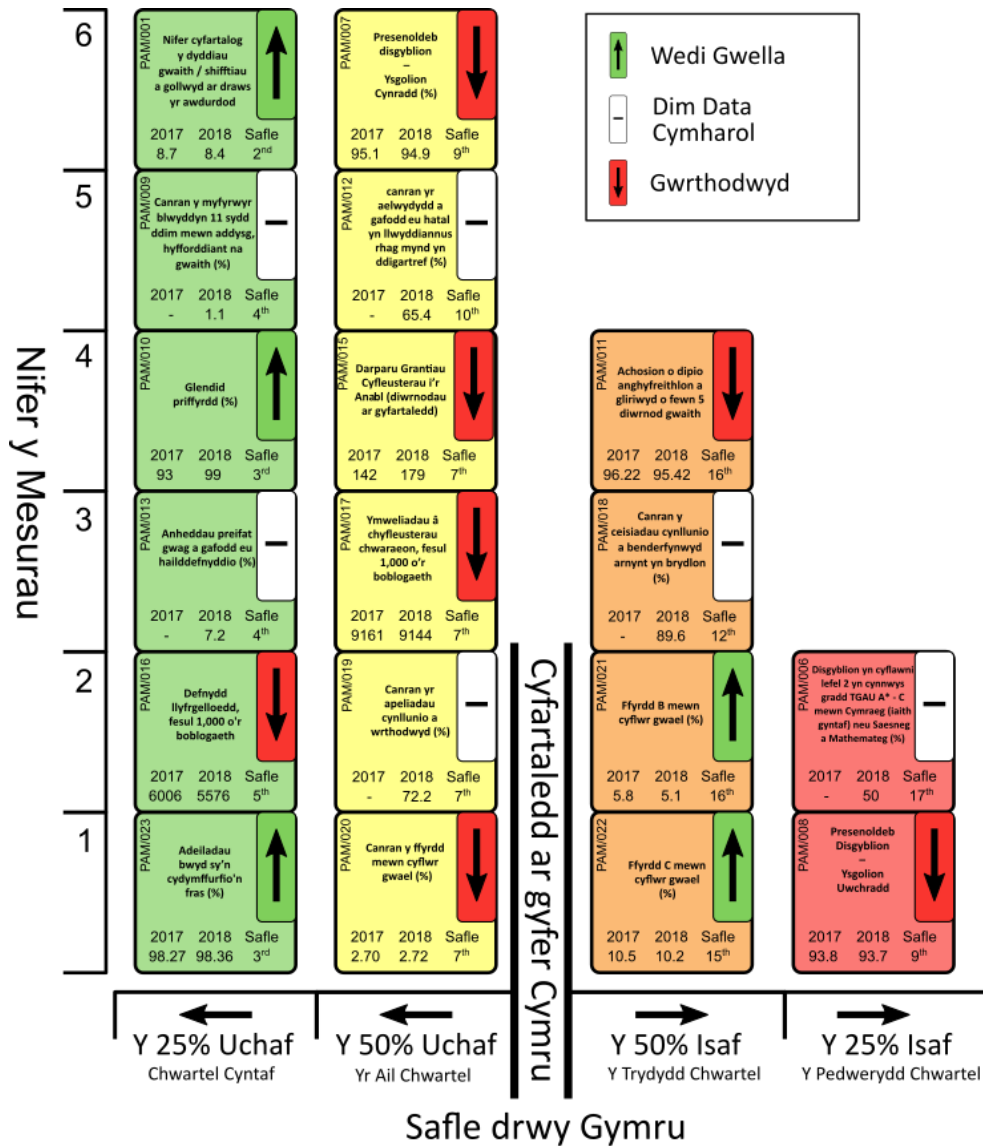 6
5
4
3
2
1
Nifer y Mesurau
PAM/001
Nifer cyfartalog
y dyddiau
gwaith / shifftiau
a gollwyd ar draws
yr awdurdod
2017 2018 Safle
8.7 8.4 2nd
PAM/009
Canran y myfyrwyr
blwyddyn 11 sydd
ddim mewn addysg,
hyfforddiant na
gwaith (%)
2017 2018 Safle
- 1.1 4th
PAM/010
Glendid
priffyrdd (%)
2017 2018 Safle
93 99 3rd
PAM/013
Anheddau preifat
gwag a gafodd eu
hailddefnyddio (%)
2017 2018 Safle
- 7.2 4th
PAM/016
Defnydd
llyfrgelloedd,
fesul 1,000 o'r
boblogaeth
2017 2018 Safle
6006 5576 5th
PAM/023
Adeiladau
bwyd sy'n
cydymffurfio'n
fras (%)
2017 2018 Safle
98.27 98.36 3rd
PAM/007
Presenoldeb
disgyblion
–
Ysgolion
Cynradd (%)
2017 2018 Safle
95.1 94.9 9th
PAM/012
canran yr
aelwydydd a
gafodd eu hatal
yn llwyddiannus
rhag mynd yn
ddigartref (%)
2017 2018 Safle
- 65.4 10th
PAM/015
Darparu Grantiau
Cyfleusterau i'r
Anabl (diwrnodau
ar gyfartaledd)
2017 2018 Safle
142 179 7th
PAM/017
Ymweliadau â
chyfleusterau
chwaraeon, fesul
1,000 o'r
boblogaeth
2017 2018 Safle
9161 9144 7th
PAM/019
Canran yr
apeliadau
cynllunio a
wrthodwyd (%)
2017 2018 Safle
- 72.2 7th
PAM/020
Canran y ffyrdd
mewn cyflwr
gwael (%)
2017 2018 Safle
2.70 2.72 7th
Cyfartaledd ar gyfer Cymru
Wedi Gwella
Dim Data
Cymharol
Gwrthodwyd
PAM/011
Achosion o dipio
anghyfreithlon a
gliriwyd o fewn 5
diwrnod gwaith
2017 2018 Safle
96.22 95.42 16th
PAM/018
Canran y
ceisiadau cynllunio
a benderfynwyd
arnynt yn brydlon
(%)
2017 2018 Safle
- 89.6 12th
PAM/021
Ffyrdd B mewn
cyflwr gwael (%)
2017 2018 Safle
5.8 5.1 16th
PAM/022
Ffyrdd C mewn
cyflwr gwael
(%)
2017 2018 Safle
10.5 10.2 15th
PAM/006
Disgyblion yn cyflawni
lefel 2 yn cynnwys
gradd TGAU A* - C
mewn Cymraeg (iaith
gyntaf) neu Saesneg
a Mathemateg (%)
2017 2018 Safle
- 50 17th
PAM/008
Presenoldeb
Disgyblion
–
Ysgolion
Uwchradd
2017 2018 Safle
93.8 93.7 9th
Y 25% Uchaf
Chwartel Cyntaf
Y 50% Uchaf
Yr Ail Chwartel
Y 50% Isaf
Y Trydydd Chwartel
Y 25% Isaf
Y Pedwerydd Chwartel
Safle drwy Gymru